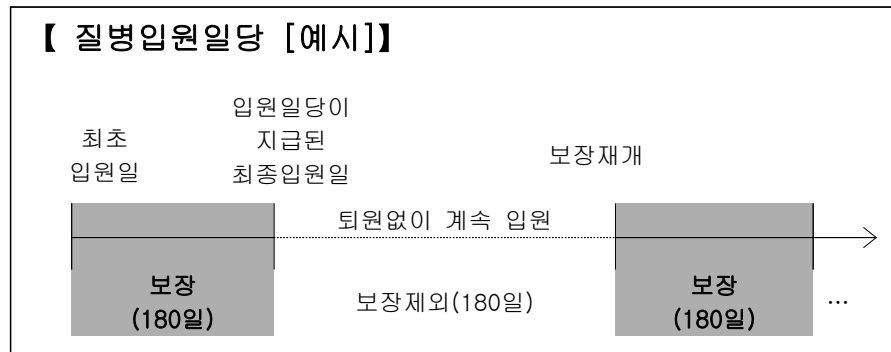 【 질병입원일당 [예시]】
최초
입원일
입원일당이
지급된
최종입원일
보장재개
퇴원없이 계속 입원
보장
(180일)
보장제외(180일)
보장
(180일)
…